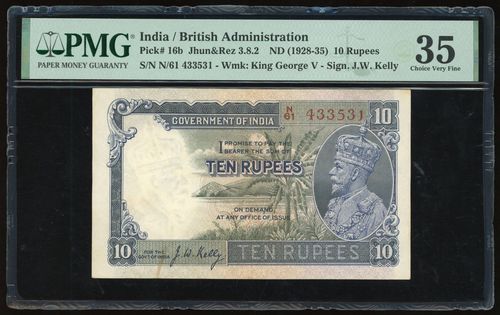 PMG
PAPER MONEY GUARANTY
India / British Administration
Pick# 16b Jhun&Rez 3.8.2 ND (1928-35) 10 Rupees
S/N N/61 433531 - Wmk: King George V - Sign. J.W. Kelly
35
Choice Very Fine
GOVERNMENT OF INDIA
N/61 433531
10
I PROMISE TO PAY THE
BEARER THE SUM OF
TEN RUPEES
ON DEMAND,
AT ANY OFFICE OF ISSUE
FOR THE
GOVT OF INDIA
J. W. Kelly
10
TEN RUPEES
10